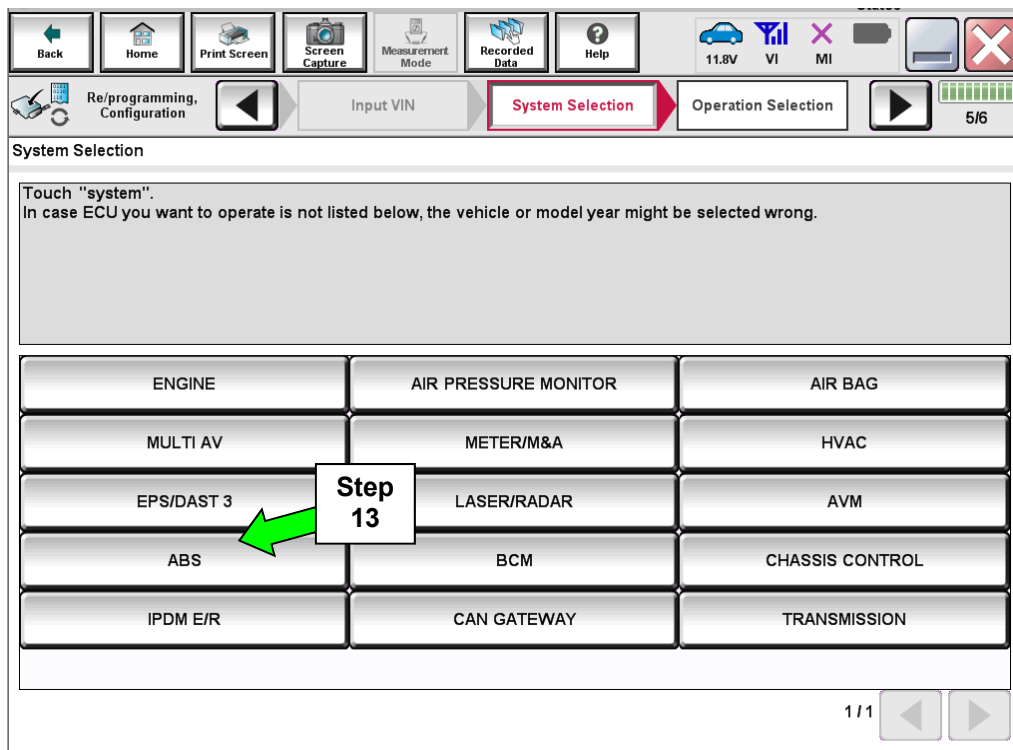 Back
Home
Print Screen
Screen
Capture
Measurement
Mode
Recorded
Data
Help
11.8V
VI
MI
Re/programming,
Configuration
Input VIN
System Selection
Operation Selection
5/6
System Selection
Touch "system".
In case ECU you want to operate is not listed below, the vehicle or model year might be selected wrong.
ENGINE
AIR PRESSURE MONITOR
AIR BAG
MULTI AV
METER/M&A
HVAC
EPS/DAST 3
Step
13
LASER/RADAR
AVM
ABS
BCM
CHASSIS CONTROL
IPDM E/R
CAN GATEWAY
TRANSMISSION
1/1